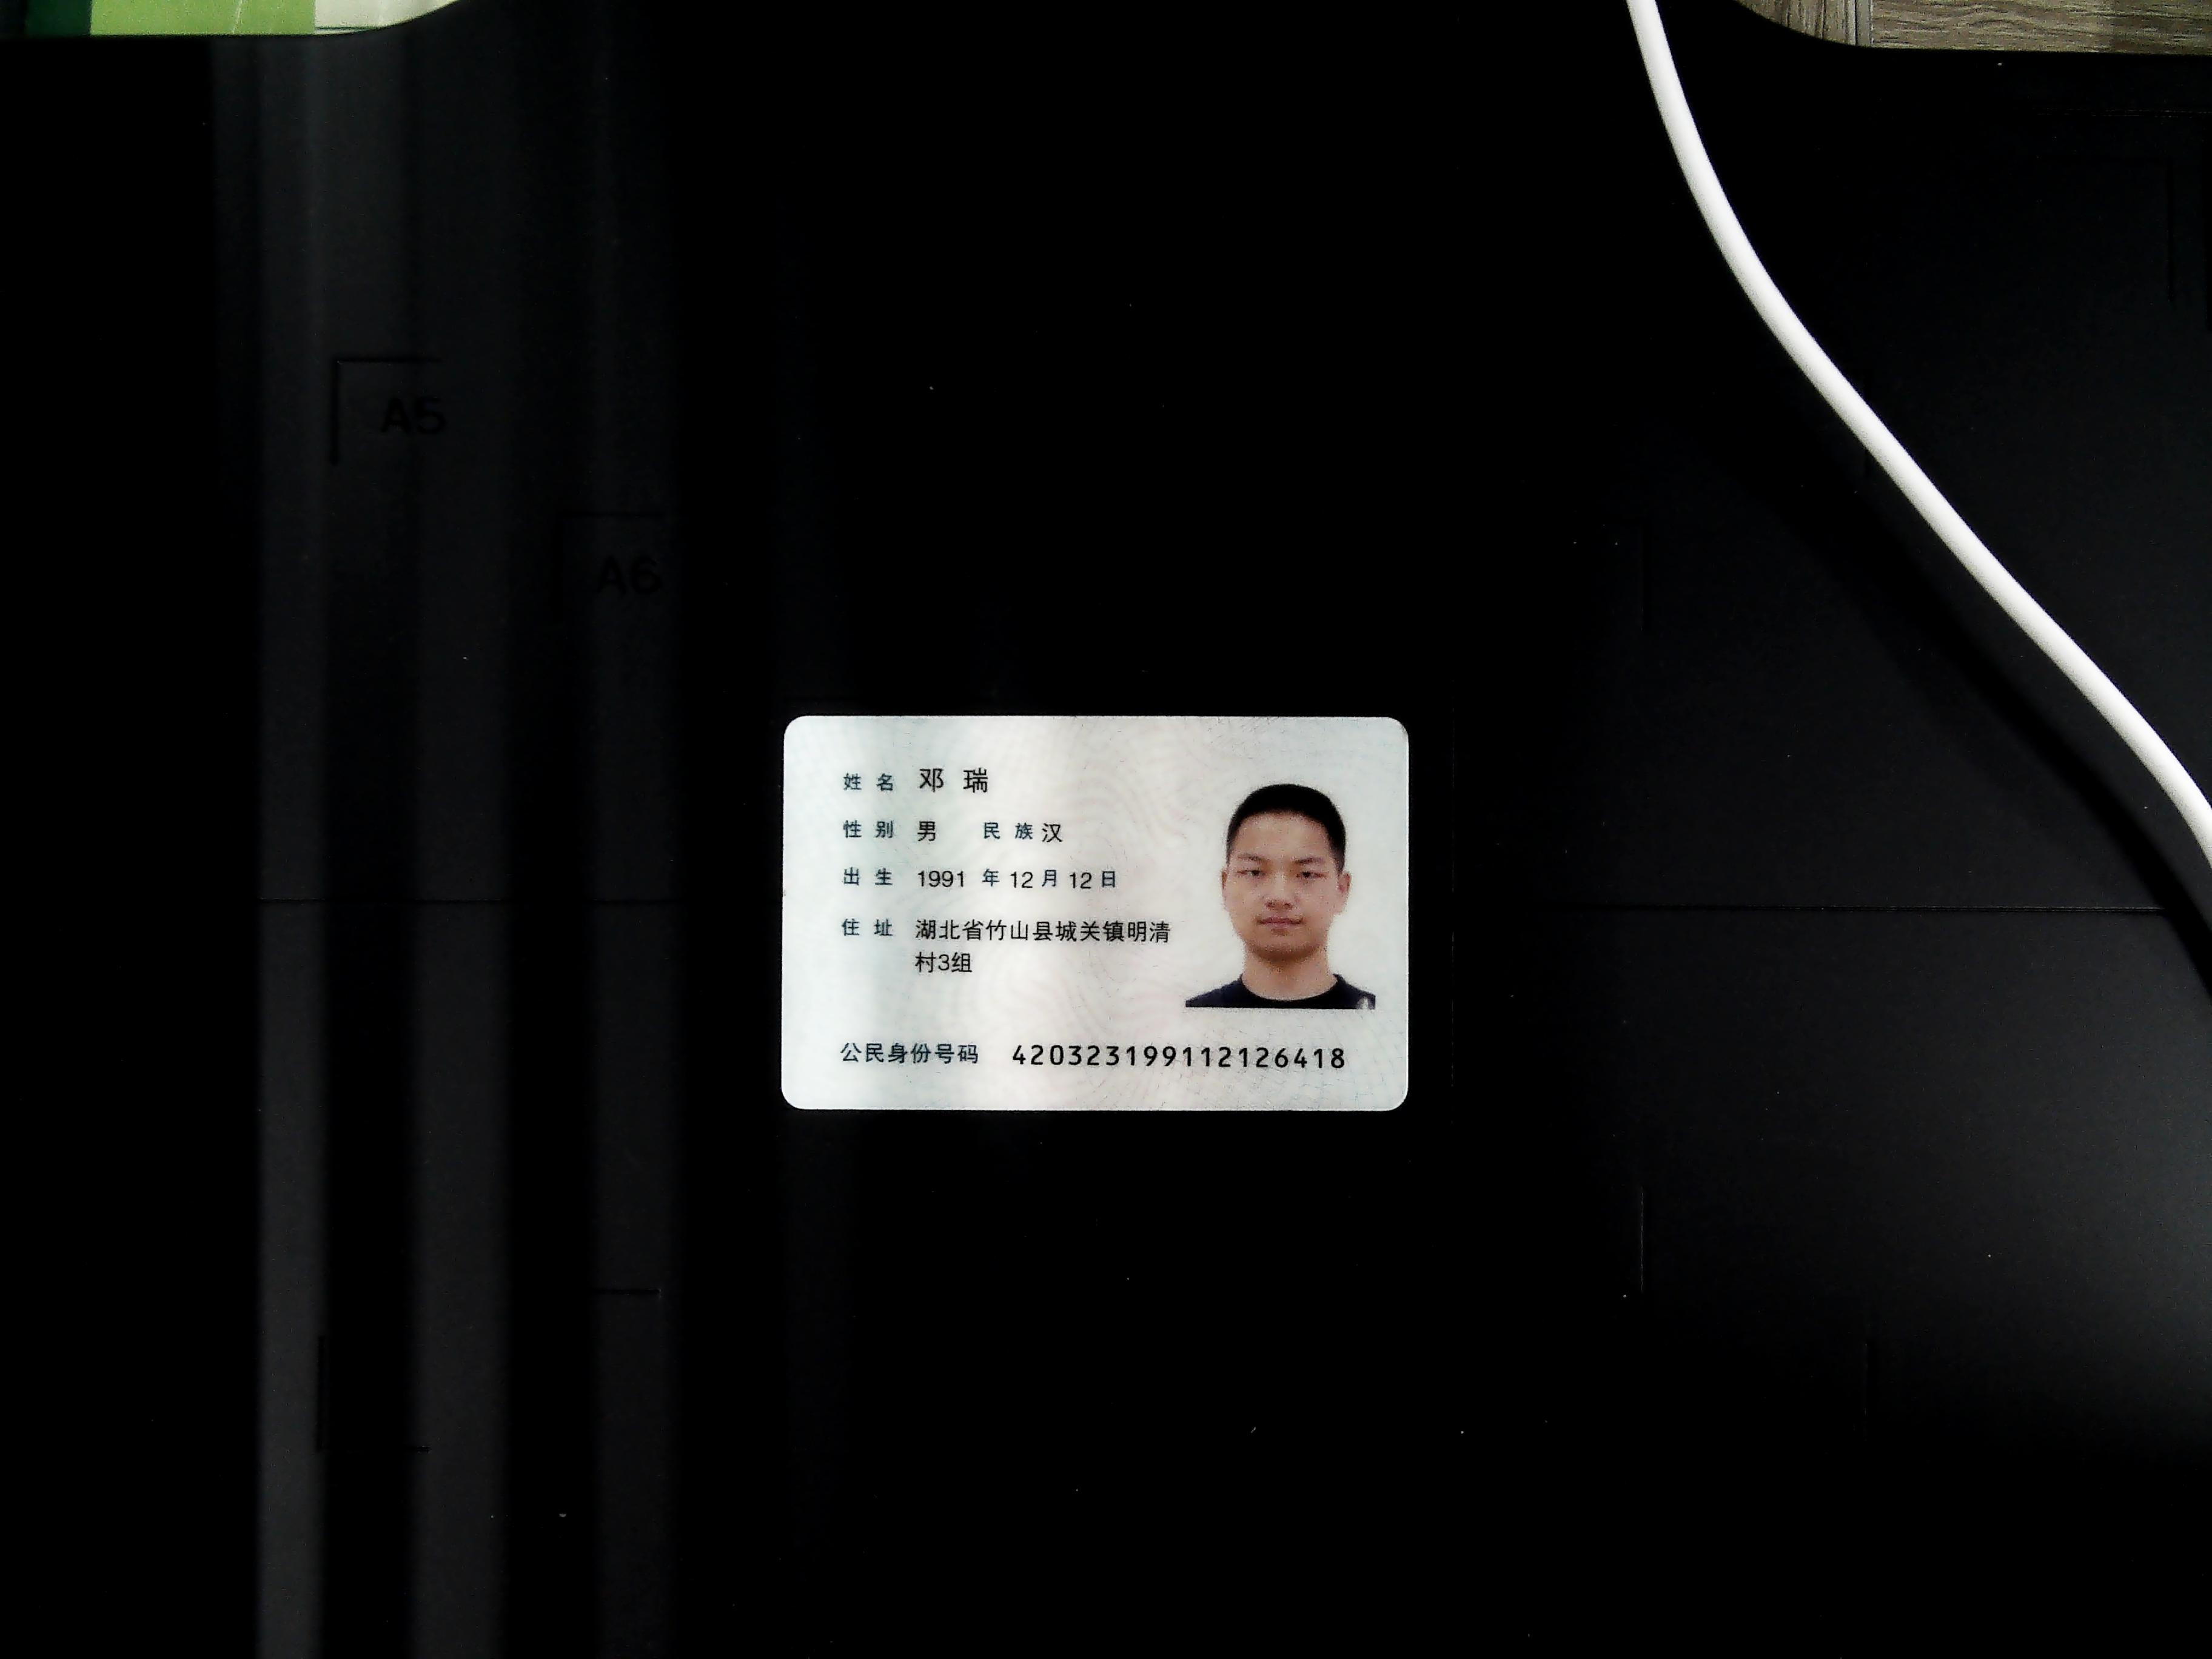 A5
A6
姓名 邓瑞
性别 男 民族 汉
出生 1991 年 12 月 12 日
住址 湖北省竹山县城关镇明清
村3组
公民身份号码 420323199112126418